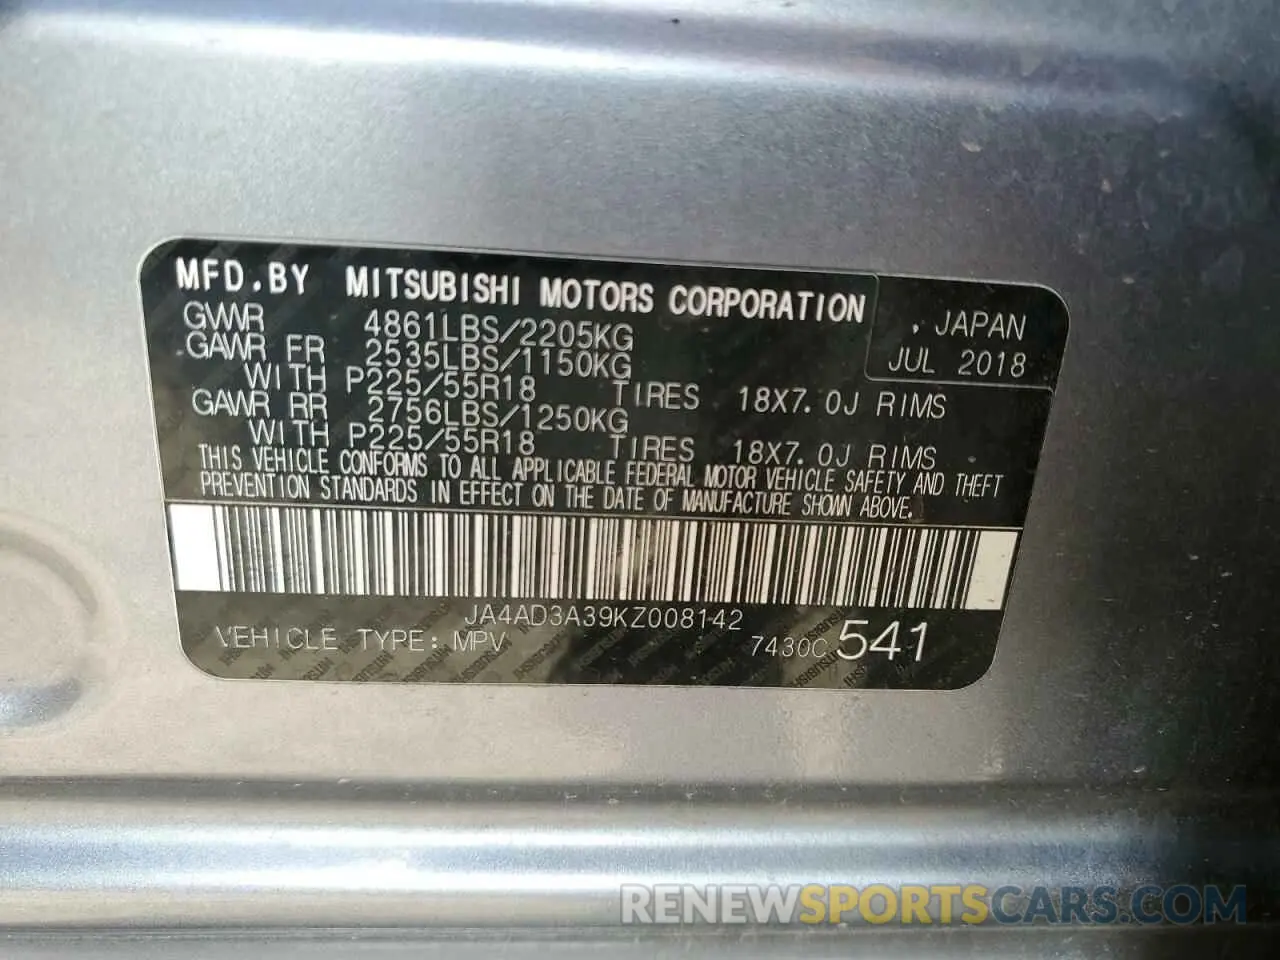 MFD.BY MITSUBISHI MOTORS CORPORATION
. JAPAN
JUL 2018
GVWR 4861LBS/2205KG
GAWR FR 2535LBS/1150KG
WITH P225/55R18 TIRES 18X7.0J RIMS
GAWR RR 2756LBS/1250KG
WITH P225/55R18 TIRES 18X7.0J RIMS
THIS VEHICLE CONFORMS TO ALL APPLICABLE FEDERAL MOTOR VEHICLE SAFETY AND THEFT
PREVENTION STANDARDS IN EFFECT ON THE DATE OF MANUFACTURE SHOWN ABOVE.
JA4AD3A39KZ008142
VEHICLE TYPE: MPV 7430C 541
RENEWSPORTSCARS.COM